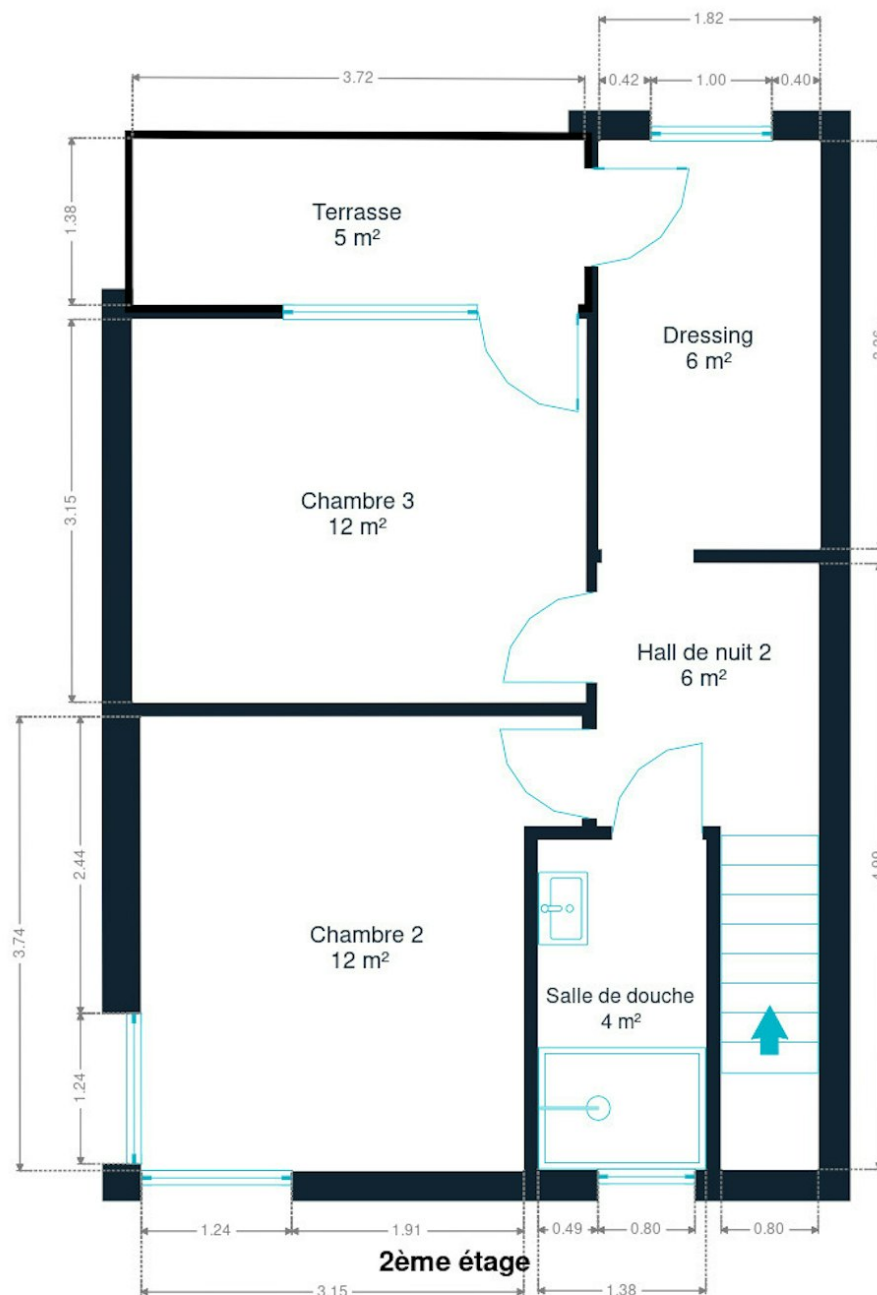 1.82
3.72
0.42
1.00
0.40
1.38
Terrasse
5 m²
Dressing
6 m²
3.15
Chambre 3
12 m²
Hall de nuit 2
6 m²
2.44
3.74
Chambre 2
12 m²
Salle de douche
4 m²
1.24
1.24
1.91
0.49
0.80
0.80
2ème étage
3.15
1.38